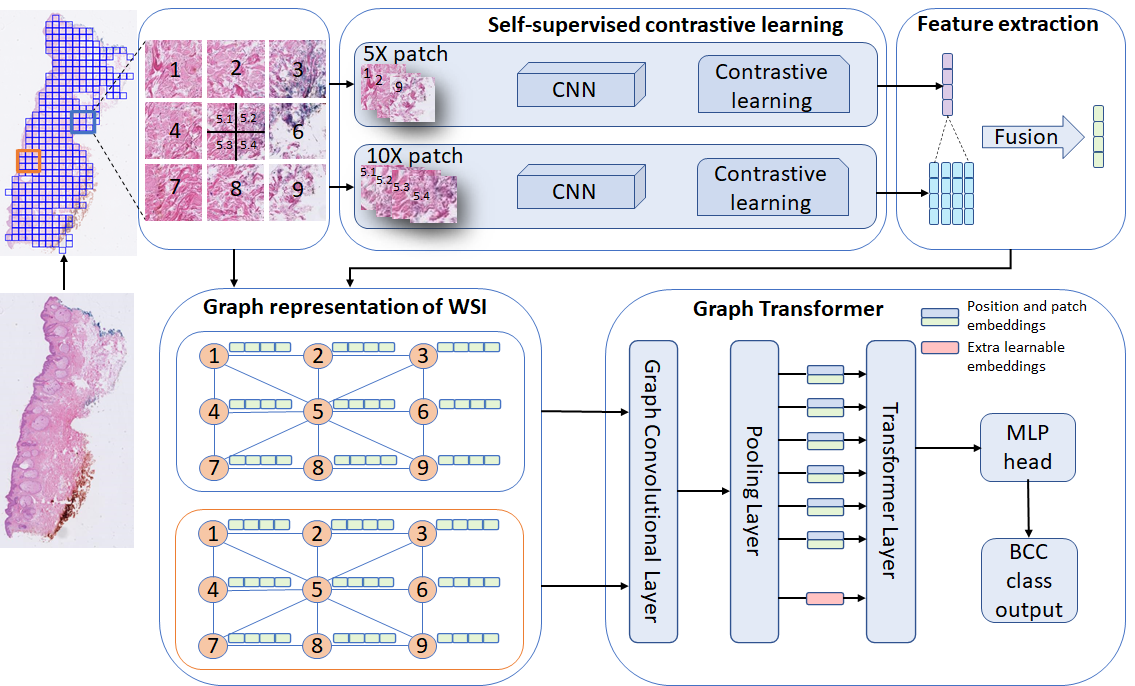 Self-supervised contrastive learning
Feature extraction
1
2
3
4
5.1
5.2
5.3
5.4
6
7
8
9
5X patch
1
2
9
CNN
Contrastive
learning
10X patch
5.1
5.2
5.3
5.4
CNN
Contrastive
learning
Fusion
Graph representation of WSI
1
2
3
4
5
6
7
8
9
1
2
3
4
5
6
7
8
9
Graph Transformer
Position and patch
embeddings
Extra learnable
embeddings
Graph Convolutional Layer
Pooling Layer
Transformer Layer
MLP
head
BCC
class
output